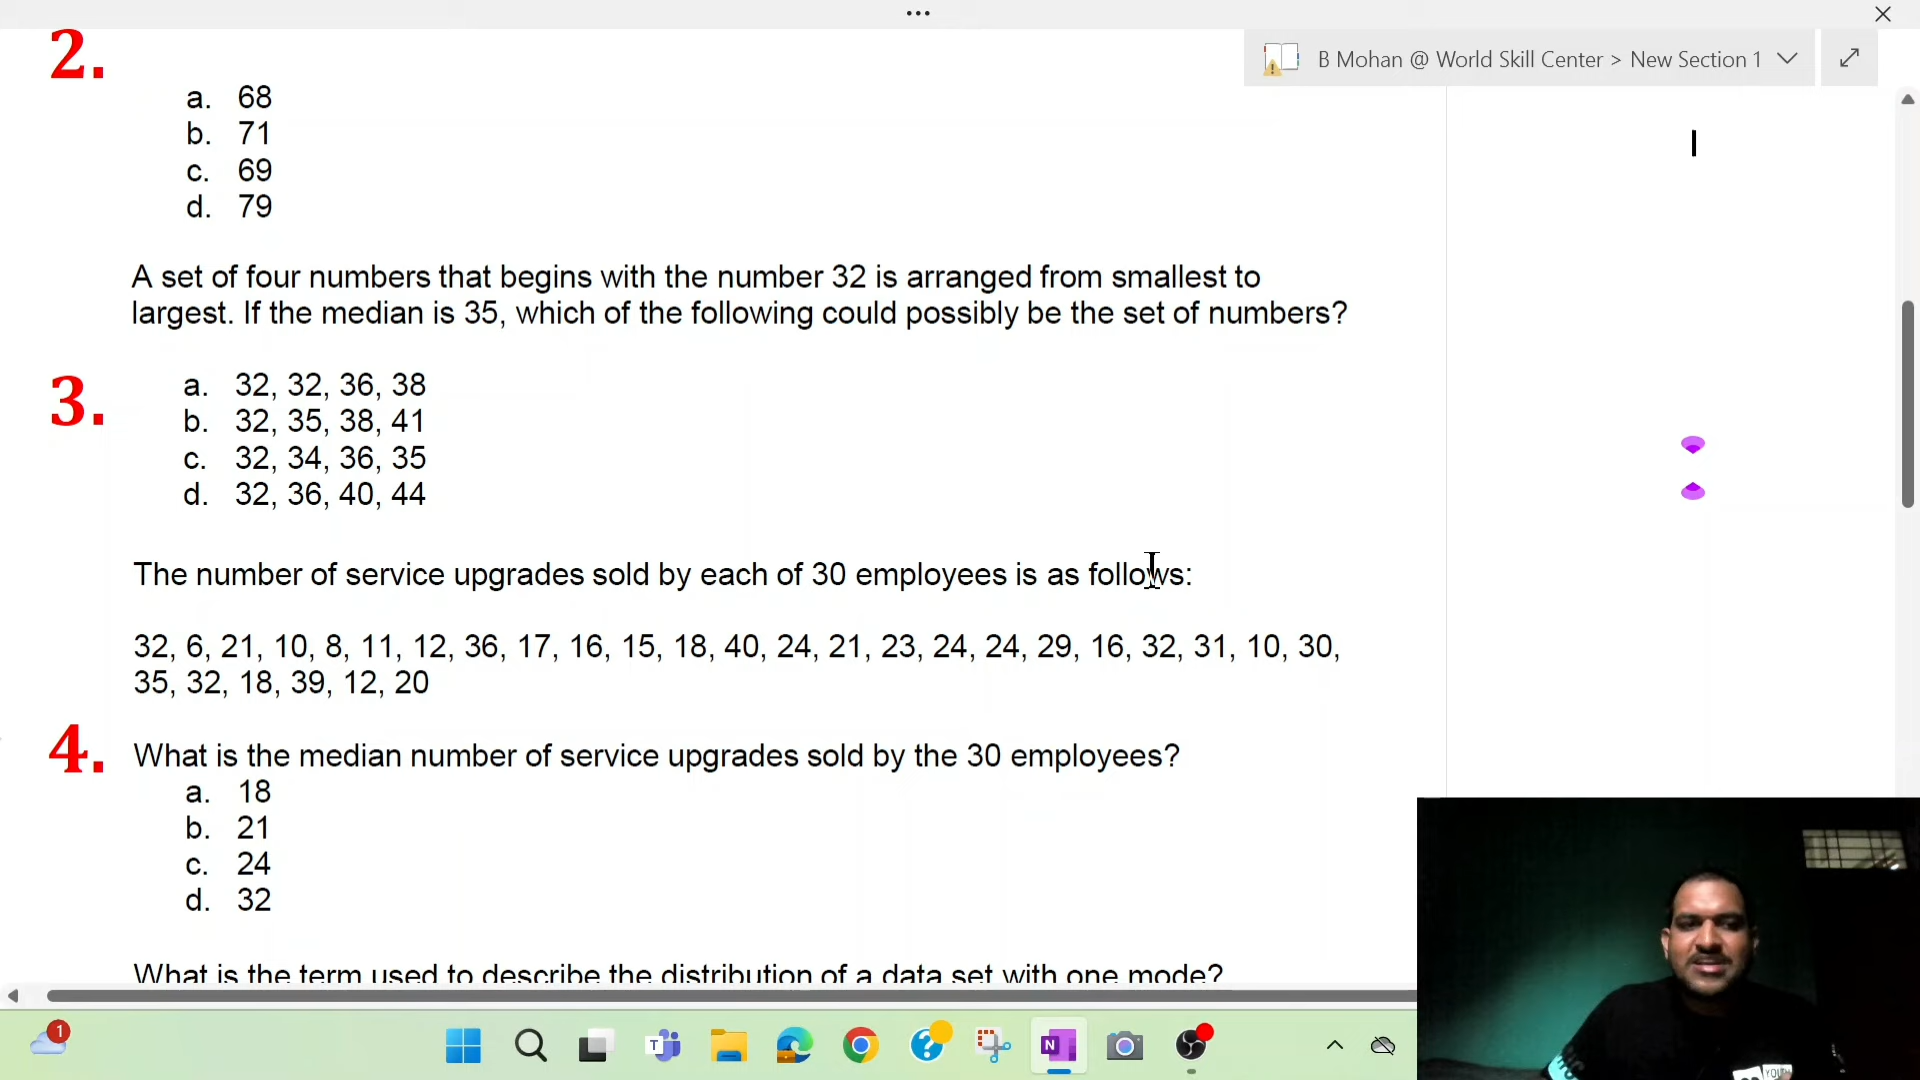 2.
B Mohan @ World Skill Center > New Section 1
a. 68
b. 71
c. 69
d. 79
A set of four numbers that begins with the number 32 is arranged from smallest to
largest. If the median is 35, which of the following could possibly be the set of numbers?
3.
a. 32, 32, 36, 38
b. 32, 35, 38, 41
c. 32, 34, 36, 35
d. 32, 36, 40, 44
The number of service upgrades sold by each of 30 employees is as follows:
32, 6, 21, 10, 8, 11, 12, 36, 17, 16, 15, 18, 40, 24, 21, 23, 24, 24, 29, 16, 32, 31, 10, 30,
35, 32, 18, 39, 12, 20
4. What is the median number of service upgrades sold by the 30 employees?
a. 18
b. 21
c. 24
d. 32
What is the term used to describe the distribution of a data set with one mode?
1
T
N
YOU